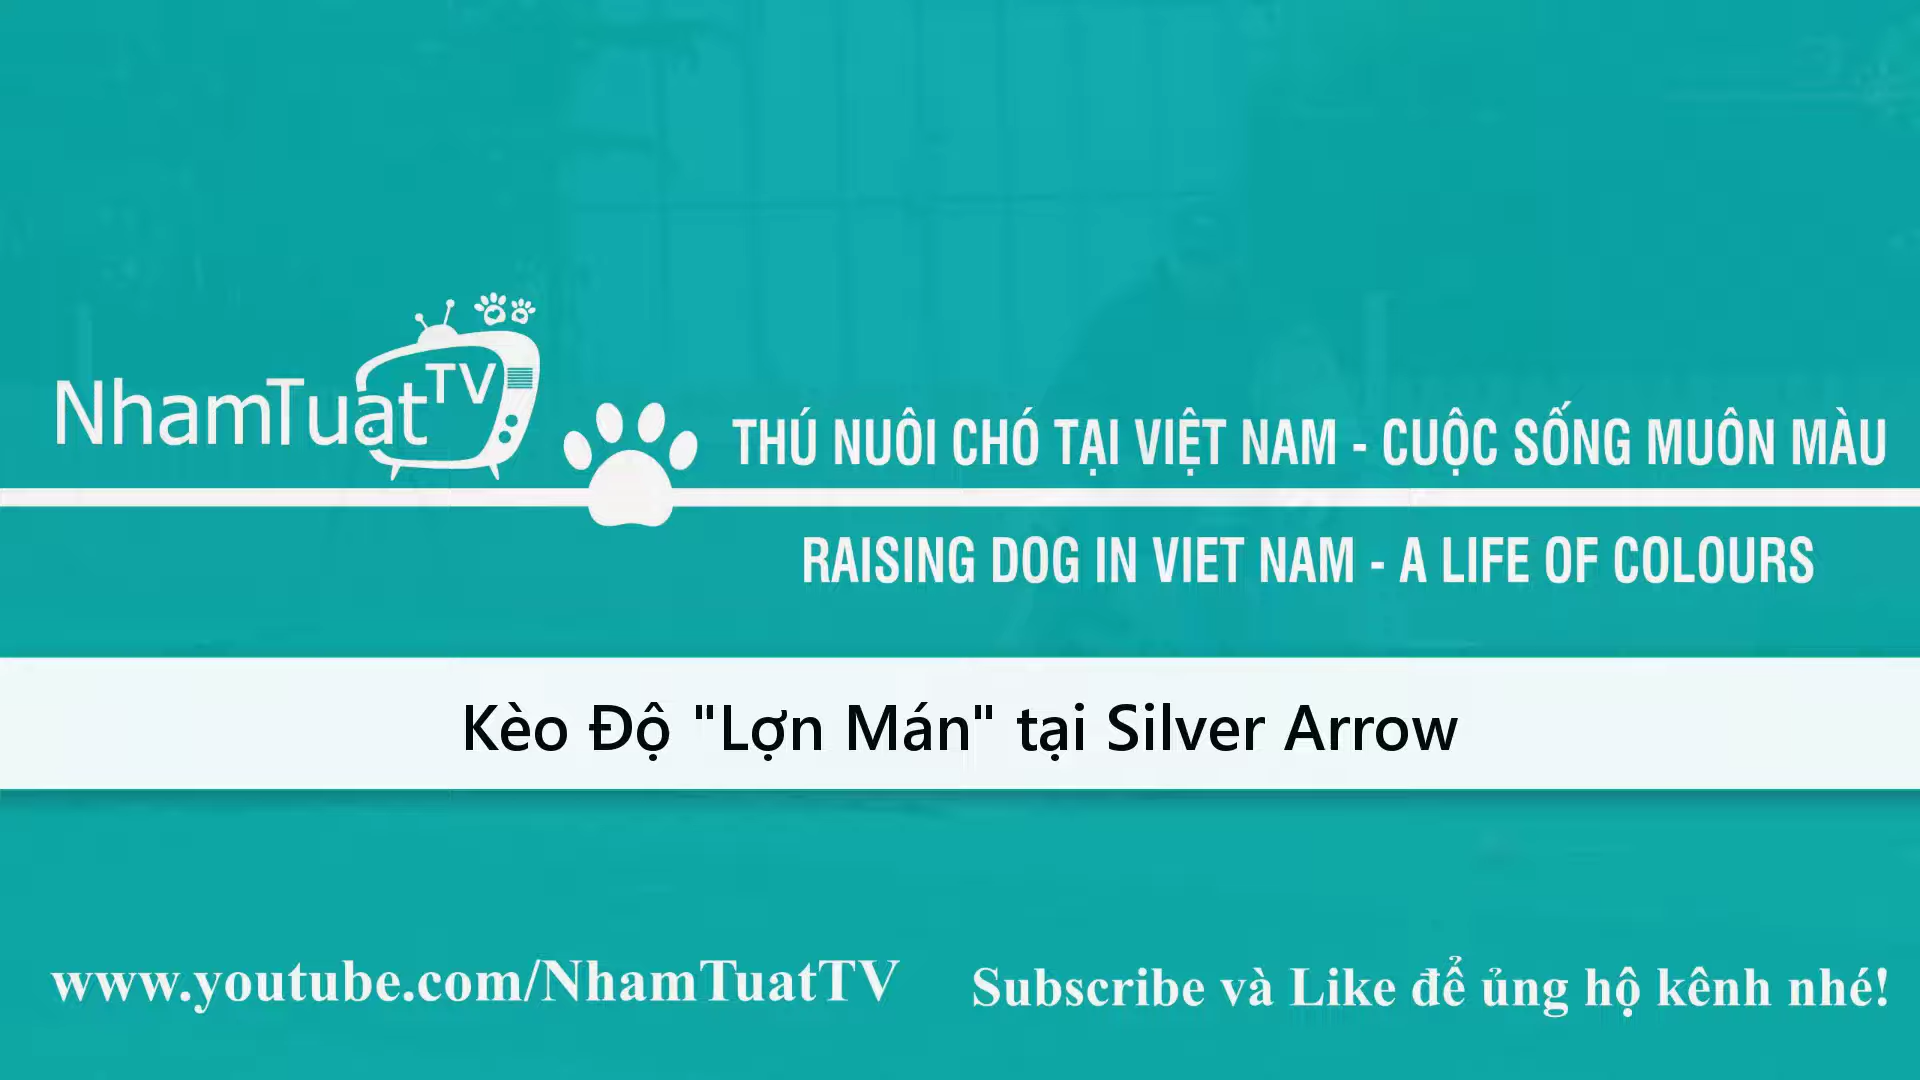 NhamTuatTV
THÚ NUÔI CHÓ TẠI VIỆT NAM - CUỘC SỐNG MUÔN MÀU
RAISING DOG IN VIET NAM - A LIFE OF COLOURS
Kèo Độ "Lợn Mán" tại Silver Arrow
www.youtube.com/NhamTuatTV
Subscribe và Like để ủng hộ kênh nhé!